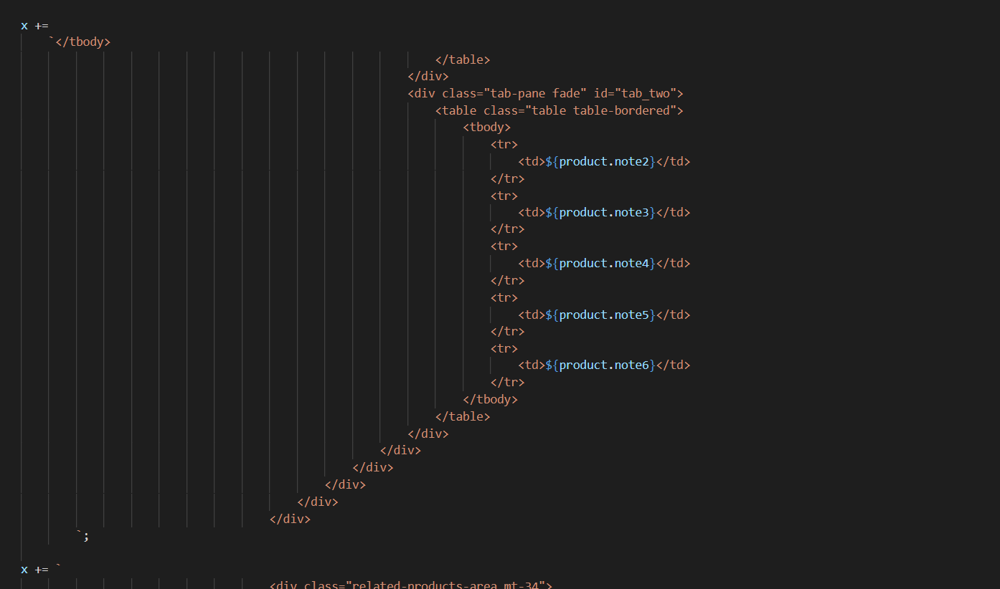 x +=
`</tbody>
</table>
</div>
<div class="tab-pane fade" id="tab_two">
<table class="table table-bordered">
<tbody>
<tr>
<td>${product.note2}</td>
</tr>
<tr>
<td>${product.note3}</td>
</tr>
<tr>
<td>${product.note4}</td>
</tr>
<tr>
<td>${product.note5}</td>
</tr>
<tr>
<td>${product.note6}</td>
</tr>
</tbody>
</table>
</div>
</div>
</div>
</div>
</div>
</div>
`;
x += `
<div class="related-products-area mt-34">